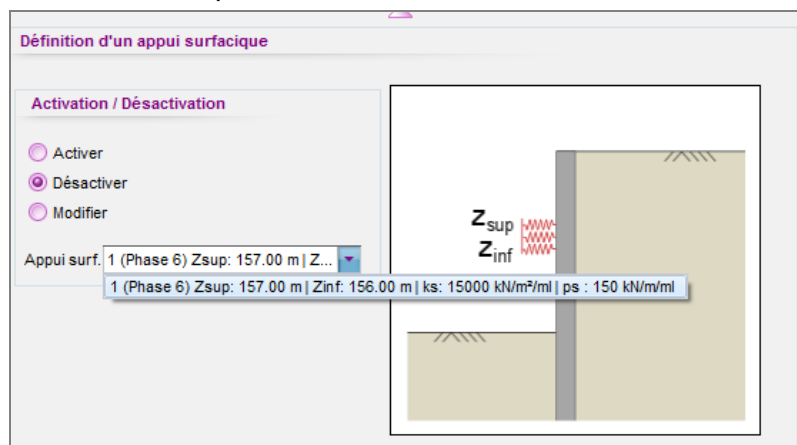 Définition d'un appui surfacique
Activation / Désactivation
Activer
Désactiver
Modifier
Appui surf. 1 (Phase 6) Zsup: 157.00 m | Z...
1 (Phase 6) Zsup: 157.00 m | Zinf: 156.00 m | ks: 15000 kN/m²/ml | ps : 150 kN/m/ml
Zsup
Zinf